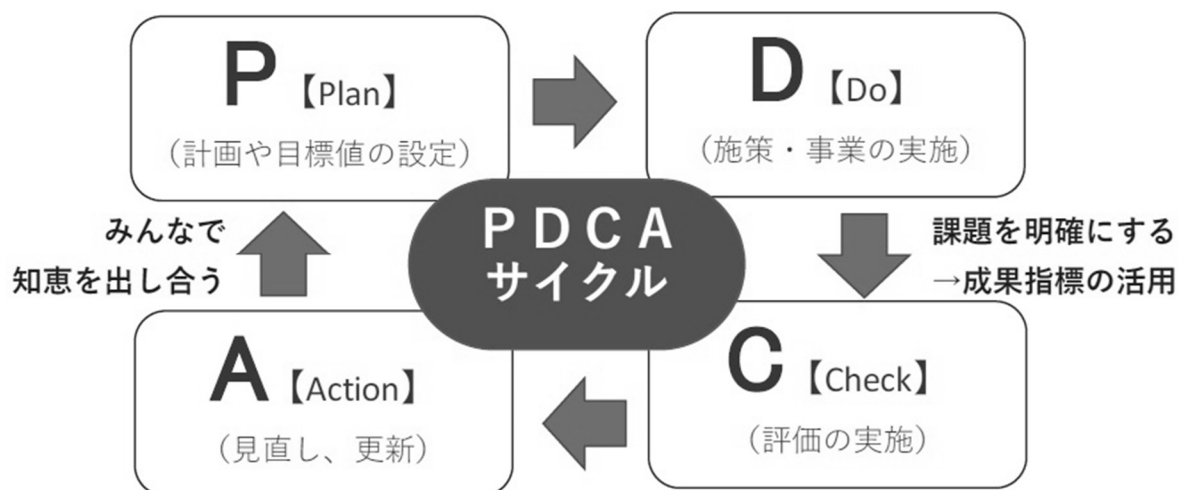 P【Plan】
（計画や目標値の設定）
D【Do】
（施策・事業の実施）
PDCA
サイクル
課題を明確にする
→成果指標の活用
C【Check】
（評価の実施）
A【Action】
（見直し、更新）
みんなで
知恵を出し合う